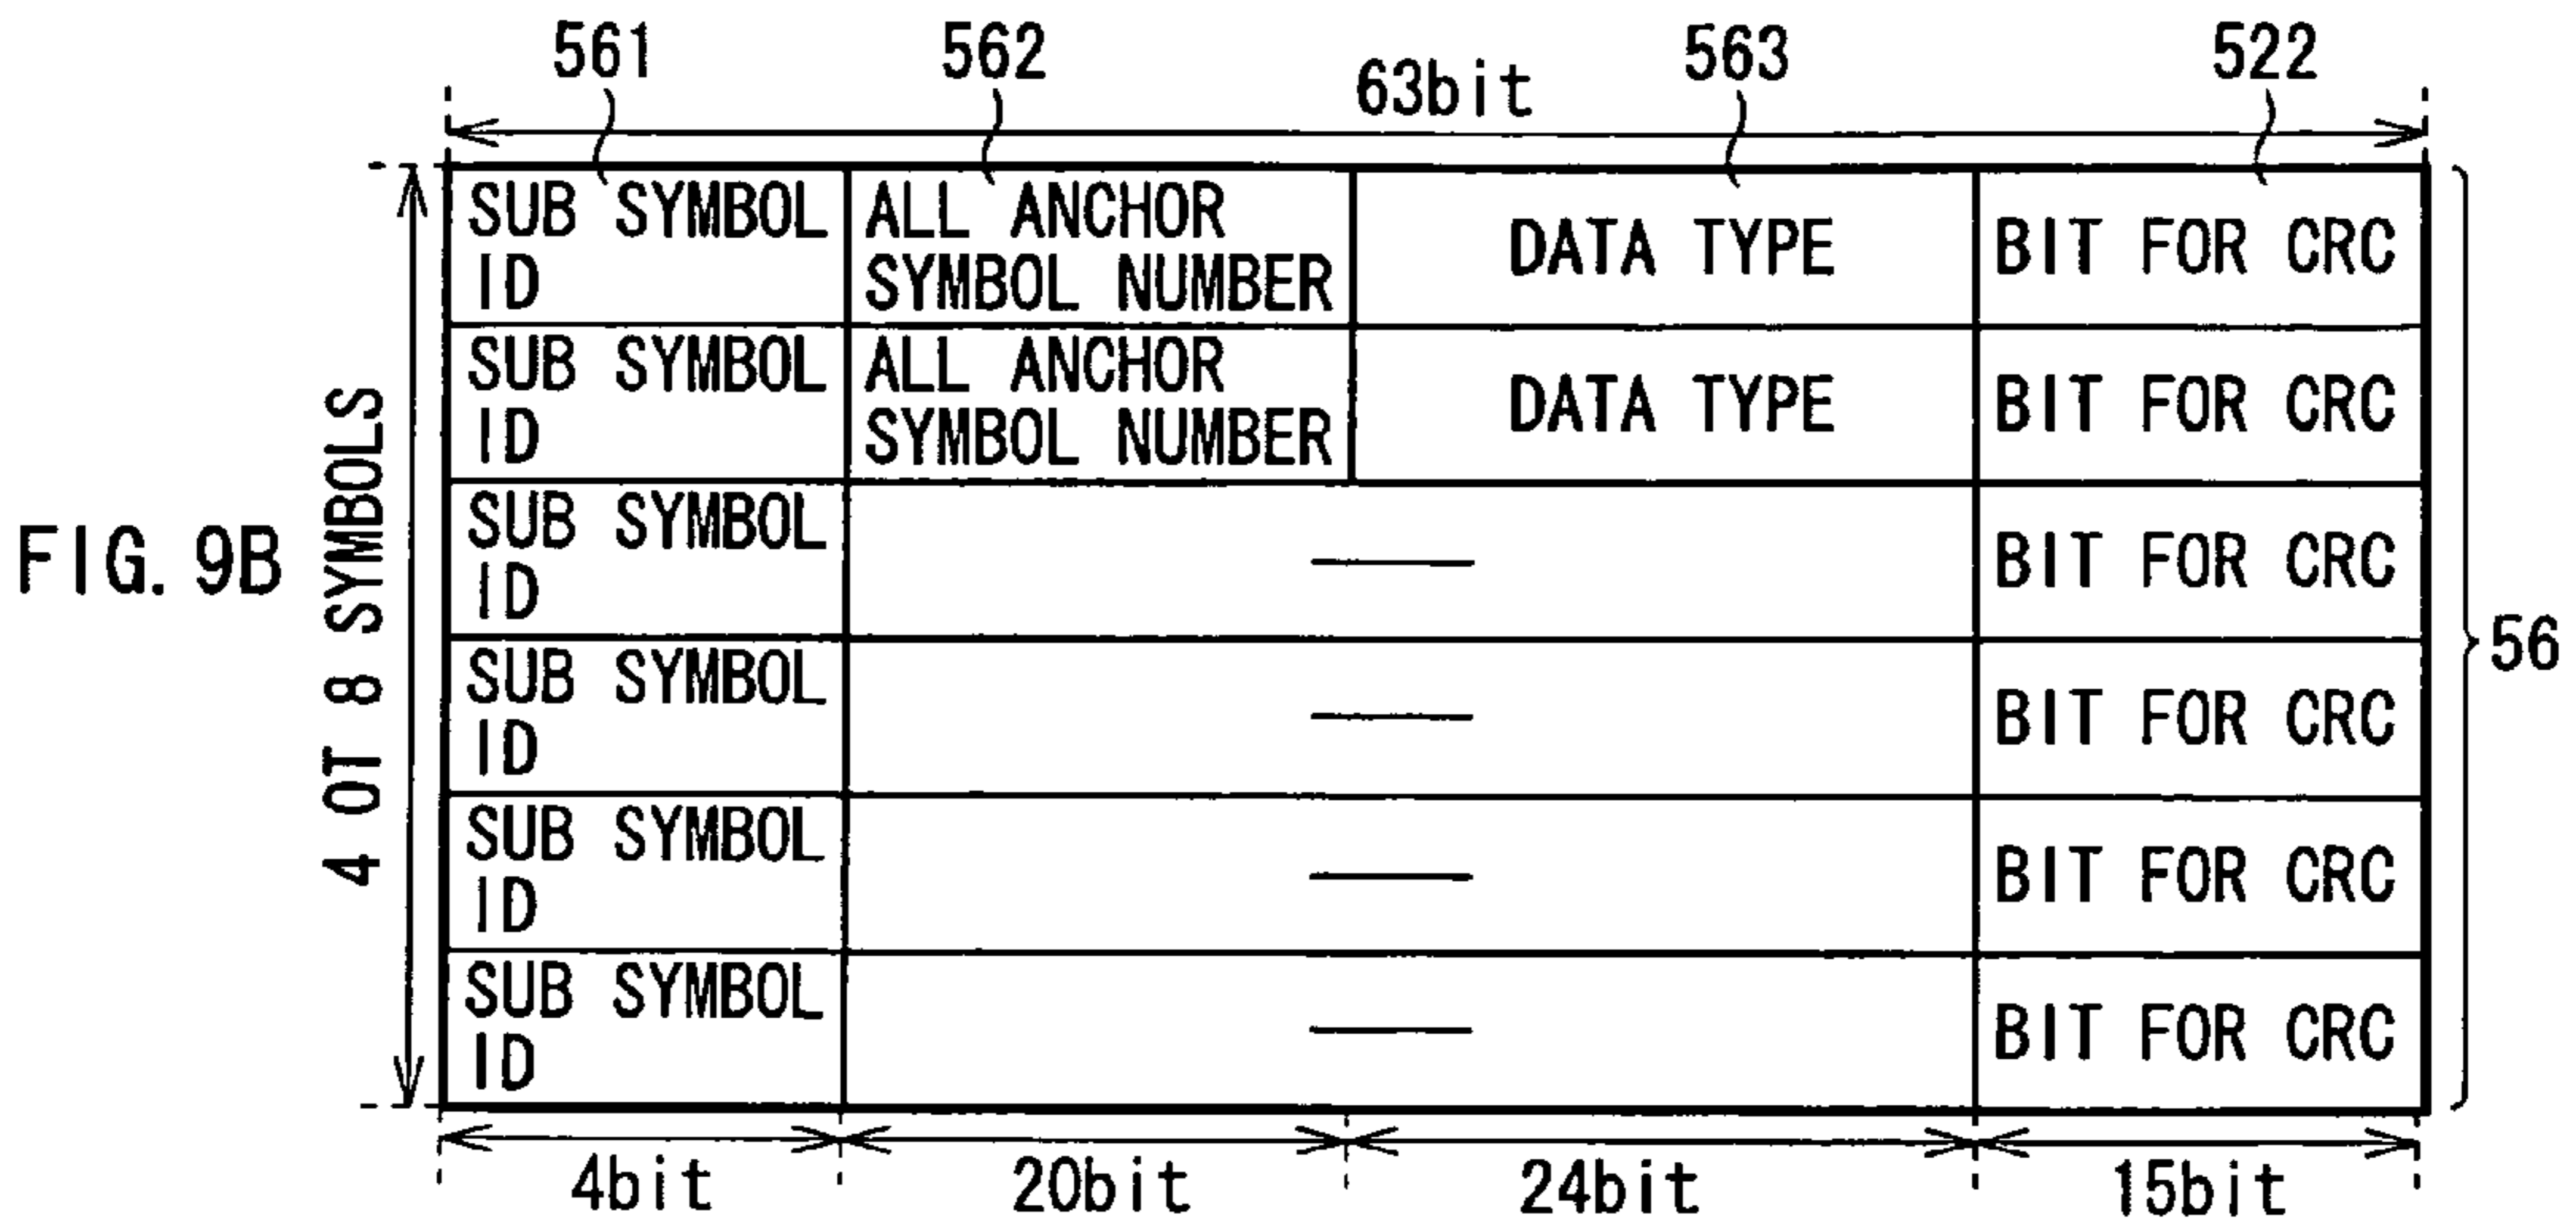 561 562 563 522
63bit
SUB SYMBOL ID ALL ANCHOR SYMBOL NUMBER DATA TYPE BIT FOR CRC
SUB SYMBOL ID ALL ANCHOR SYMBOL NUMBER DATA TYPE BIT FOR CRC
SUB SYMBOL ID — BIT FOR CRC
SUB SYMBOL ID — BIT FOR CRC
SUB SYMBOL ID — BIT FOR CRC
SUB SYMBOL ID — BIT FOR CRC
4 OT 8 SYMBOLS
FIG. 9B
56
4bit 20bit 24bit 15bit